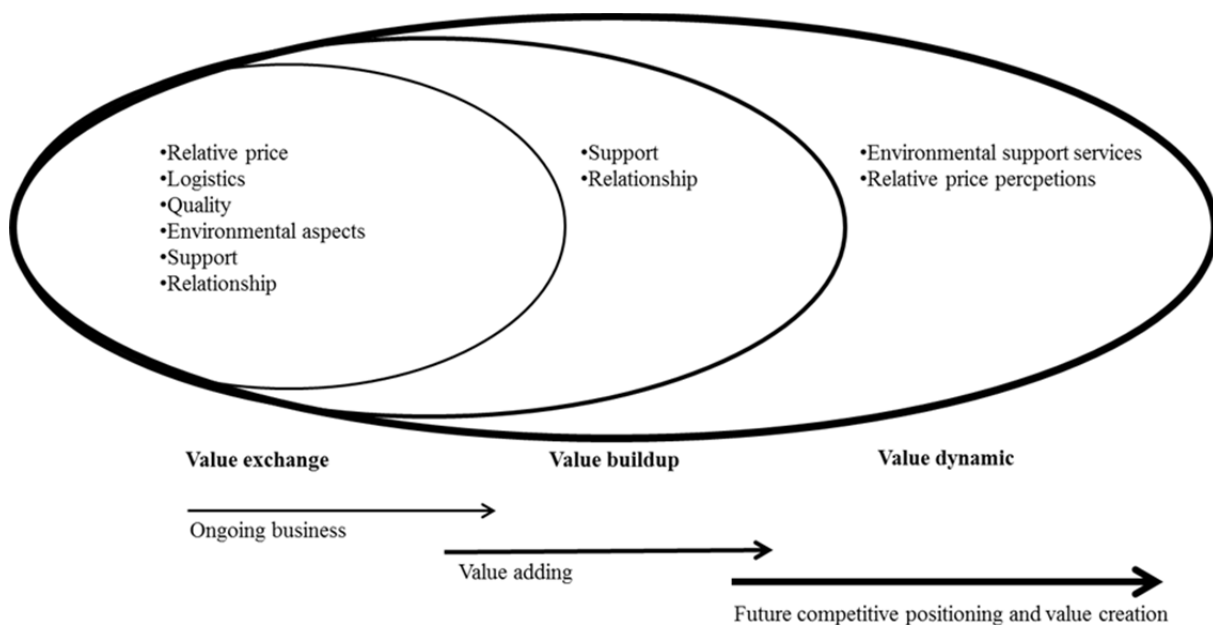 •Relative price
•Logistics
•Quality
•Environmental aspects
•Support
•Relationship
•Support
•Relationship
•Environmental support services
•Relative price percpetions
Value exchange
Value buildup
Value dynamic
Ongoing business
Value adding
Future competitive positioning and value creation